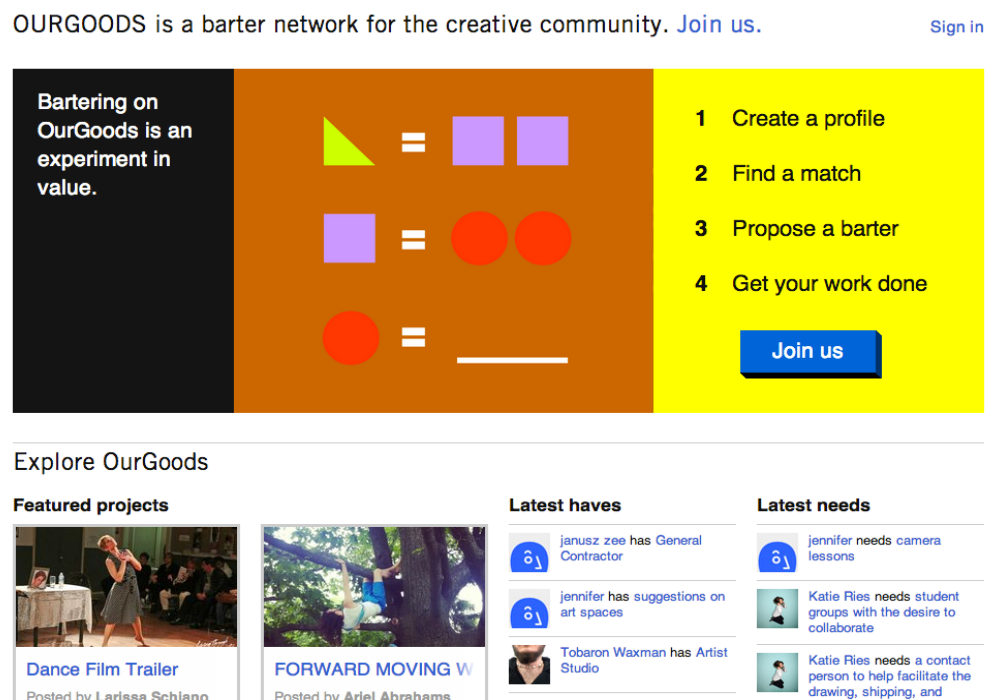 OURGOODS is a barter network for the creative community. Join us.
Sign in
Bartering on
OurGoods is an
experiment in
value.
1 Create a profile
2 Find a match
3 Propose a barter
4 Get your work done
Join us
Explore OurGoods
Featured projects
Dance Film Trailer
Posted by Larissa Schiano
FORWARD MOVING W
Posted by Ariel Abrahams
Latest haves
janusz zee has General
Contractor
jennifer has suggestions on
art spaces
Tobaron Waxman has Artist
Studio
Latest needs
jennifer needs camera
lessons
Katie Ries needs student
groups with the desire to
collaborate
Katie Ries needs a contact
person to help facilitate the
drawing, shipping, and